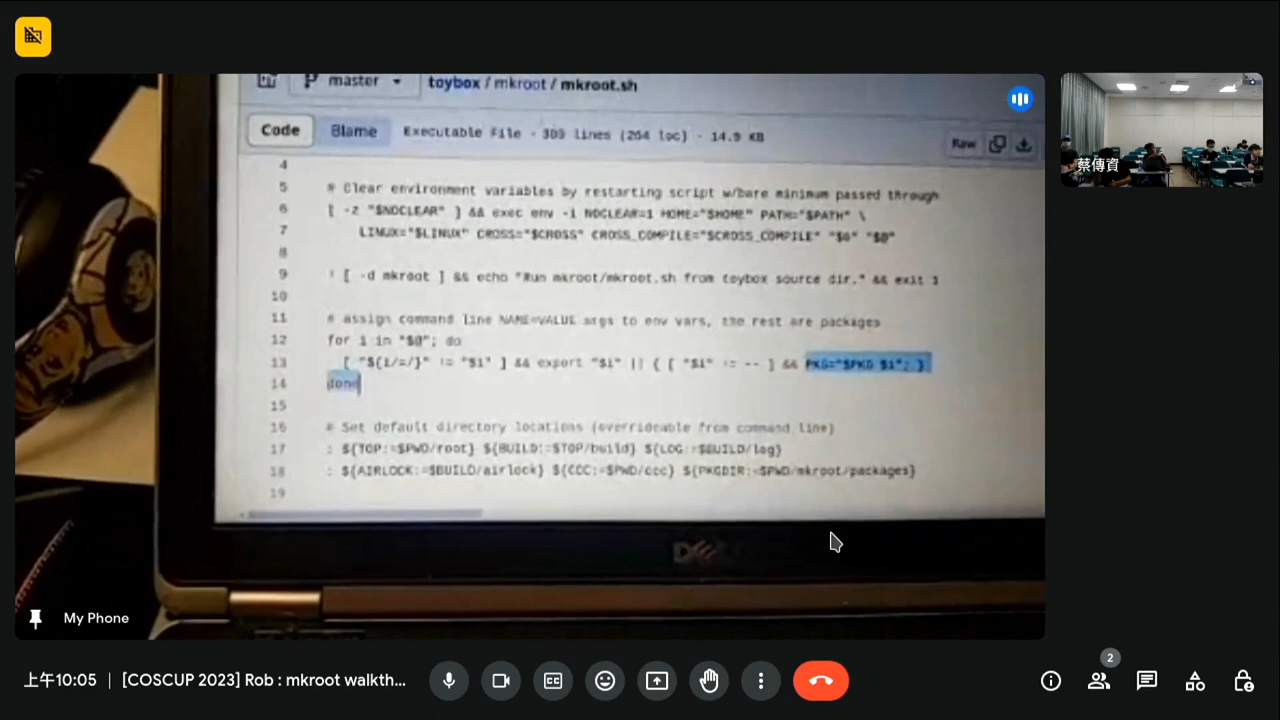 master
toybox / mkroot / mkroot.sh
Code Blame Executable File · 309 lines (264 loc) · 14.9 KB Raw
4
5 # Clear environment variables by restarting script w/bare minimum passed through
6 [ -z "$NOCLEAR" ] && exec env -i NOCLEAR=1 HOME="$HOME" PATH="$PATH" \
7 LINUX="$LINUX" CROSS="$CROSS" CROSS_COMPILE="$CROSS_COMPILE" "$0" "$@"
8
9 ! [ -d mkroot ] && echo "Run mkroot/mkroot.sh from toybox source dir." && exit 1
10
11 # assign command line NAME=VALUE args to env vars, the rest are packages
12 for i in "$@"; do
13 [ "${i/=/}" != "$i" ] && export "$i" || { [ "$i" != -- ] && PKG="$PKG $i"; }
14 done
15
16 # Set default directory locations (overrideable from command line)
17 : ${TOP:=$PWD/root} ${BUILD:=$TOP/build} ${LOG:=$BUILD/log}
18 : ${AIRLOCK:=$BUILD/airlock} ${CCC:=$PWD/ccc} ${PKGDIR:=$PWD/mkroot/packages}
19
DELL
My Phone
蔡傳資
上午10:05 | [COSCUP 2023] Rob : mkroot walkth...
2